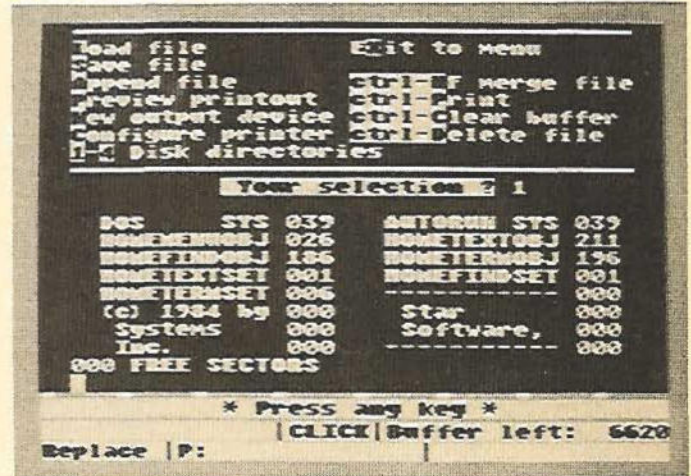 Load file Exit to menu
Save file
Append file ctrl-Mf merge file
Preview printout ctrl-Print
New output device ctrl-Clear buffer
Configure printer ctrl-Delete file
1-4 Disk directories
Your selection ? 1
DOS SYS 039 AUTORUN SYS 039
HOMEMENUOBJ 026 HOMETEXTOBJ 211
HOMEFINDOBJ 186 HOMETERMOBJ 196
HOMETEXTSET 001 HOMEFINDSET 001
HOMETERMSET 006 ----------- 000
(c) 1984 by 000 Star 000
Systems 000 Software, 000
Inc. 000 ----------- 000
000 FREE SECTORS
* Press any key *
|CLICK|Buffer left: 6620
Replace |P: |